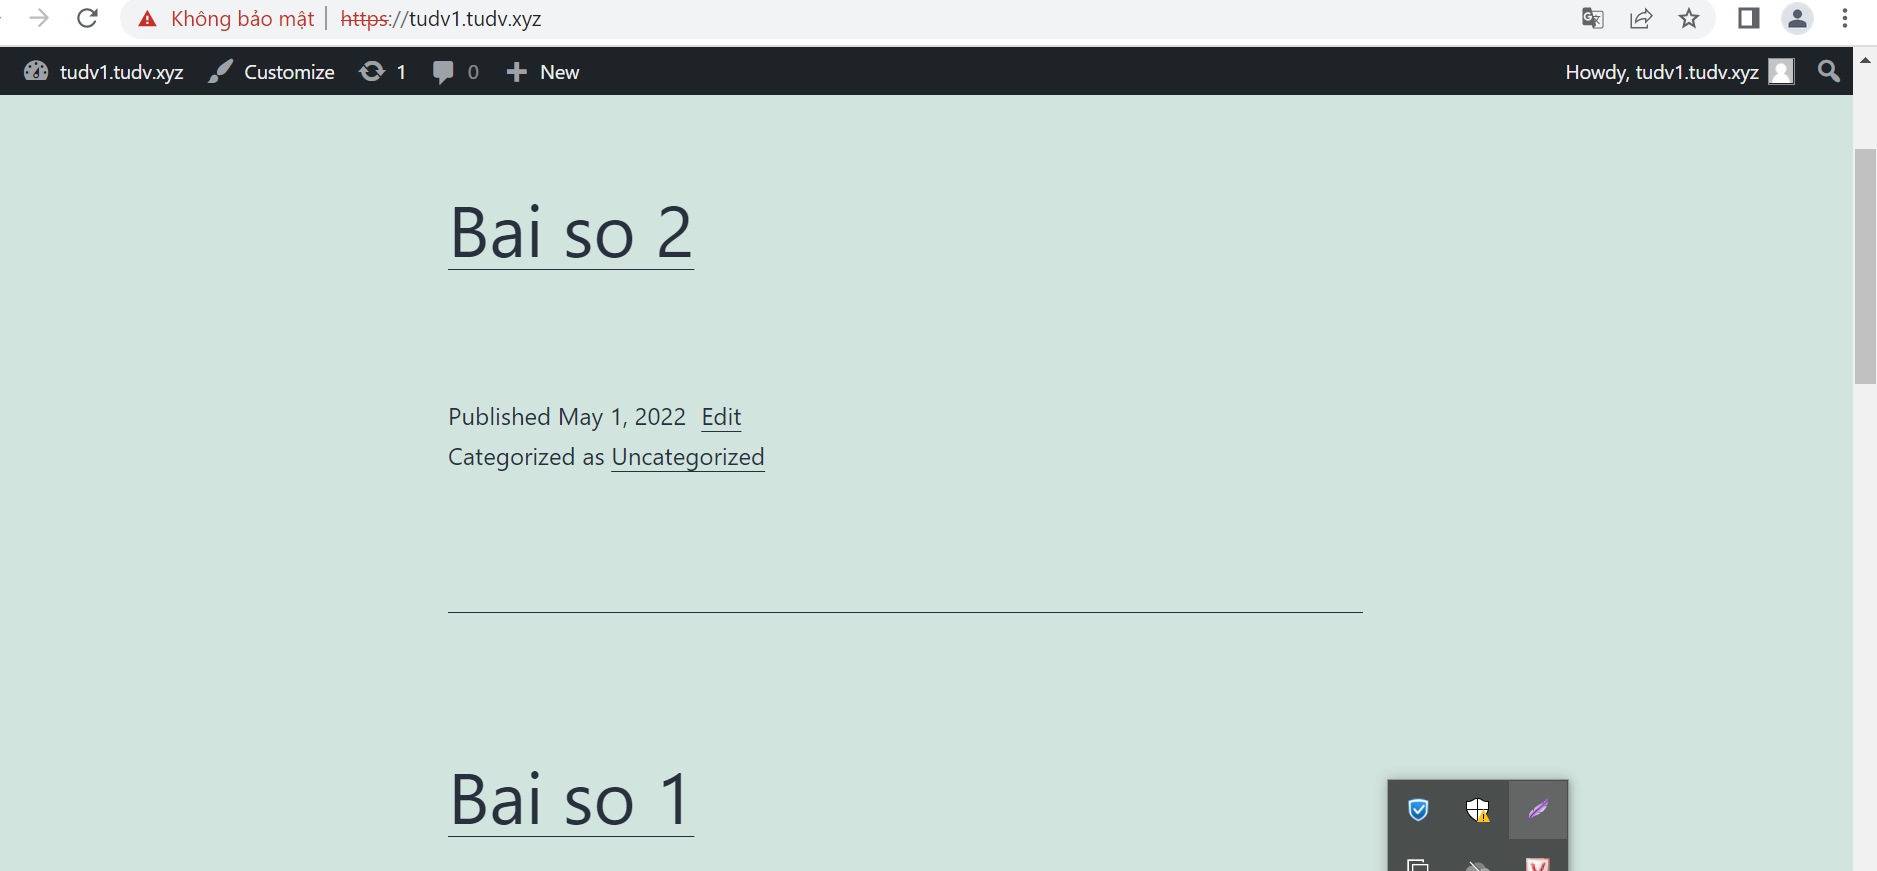 Không bảo mật | https://tudv1.tudv.xyz
tudv1.tudv.xyz Customize 1 0 New Howdy, tudv1.tudv.xyz
Bai so 2
Published May 1, 2022 Edit
Categorized as Uncategorized
Bai so 1